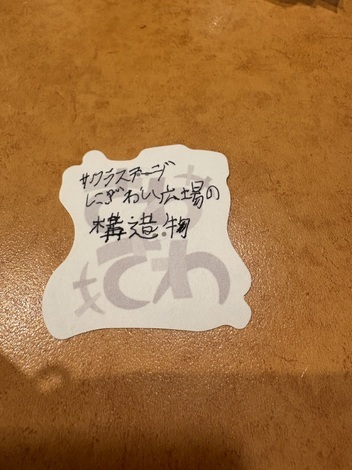 サクラステージ
にぎわい広場の
構造物